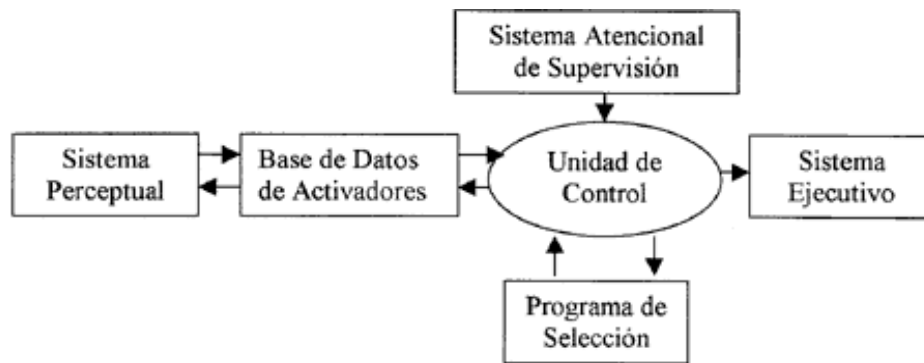 Sistema Atencional
de Supervisión
Sistema
Perceptual
Base de Datos
de Activadores
Unidad de
Control
Sistema
Ejecutivo
Programa de
Selección